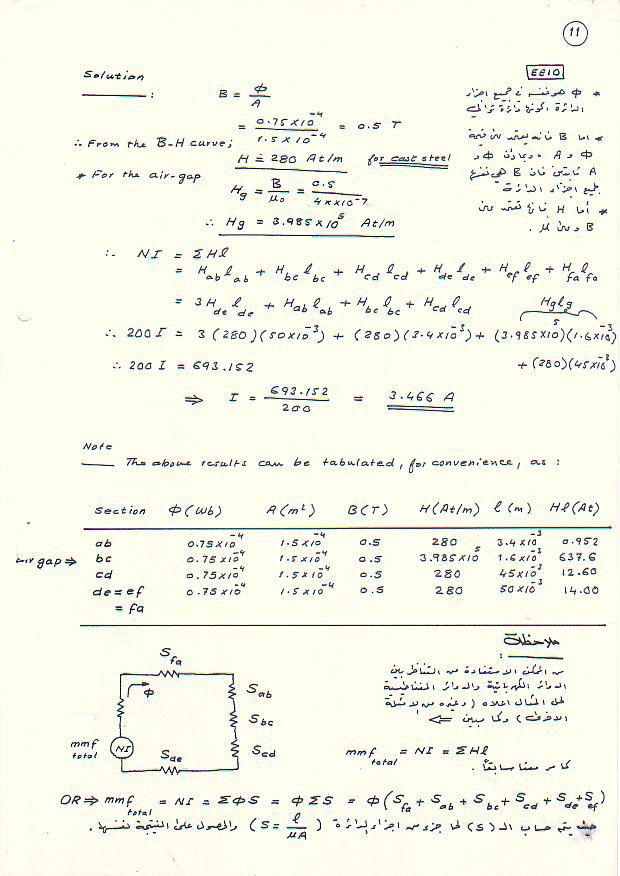 11
EE10
Solution :
B = Φ/A
* Φ هو نفسه في جميع اجزاء
الدائرة لكونها دائرة توالي
= 0.75×10⁻⁴ / 1.5×10⁻⁴ = 0.5 T
∴ From the B-H curve;
* اما B فانه يعتمد على قيمة
H ≐ 280 At/m for cast steel
Φ و A وبما ان Φ و
A ثابتين فان B هي نفسها
* For the air-gap
Hg = B/μ₀ = 0.5 / 4××10⁻⁷
لجميع اجزاء الدائرة
* أما H فانها تعتمد على
∴ Hg = 3.985×10⁵ At/m
B وعلى μ .
∴ NI = ΣHl
= Hab lab + Hbc lbc + Hcd lcd + Hde lde + Hef lef + Hfa lfa
= 3Hde lde + Hab lab + Hbc lbc + Hcd lcd
Hg lg
∴ 200 I = 3(280)(50×10⁻³) + (280)(3.4×10⁻³) + (3.985×10⁵)(1.6×10⁻³)
+ (280)(45×10⁻³)
∴ 200 I = 693.152
⇒ I = 693.152 / 200 = 3.466 A
Note
The above results can be tabulated, for convenience, as :
Section Φ(Wb) A(m²) B(T) H(At/m) l(m) Hl(At)
ab 0.75×10⁻⁴ 1.5×10⁻⁴ 0.5 280 3.4×10⁻³ 0.952
air gap ⇒ bc 0.75×10⁻⁴ 1.5×10⁻⁴ 0.5 3.985×10⁵ 1.6×10⁻³ 637.6
cd 0.75×10⁻⁴ 1.5×10⁻⁴ 0.5 280 45×10⁻³ 12.60
de = ef 0.75×10⁻⁴ 1.5×10⁻⁴ 0.5 280 50×10⁻³ 14.00
= fa
ملاحظة :
من الممكن الاستفادة من التناظر بين
الدوائر الكهربائية والدوائر المغناطيسية
لحل المثال اعلاه ( وغيره من الامثلة
الاخرى ) وكما مبين ⇐
Sfa
Φ
Sab
Sbc
Scd
Sde
mmf total
NI
mmf total = NI = ΣHl
كما مر معنا سابقاً .
OR ⇒ mmf total = NI = ΣΦS = ΦΣS = Φ(Sfa + Sab + Sbc + Scd + Sde + Sef)
حيث يتم حساب الـ (S) لكل جزء من اجزاء الدائرة ( S = l/μA ) والحصول على النتيجة نفسها .